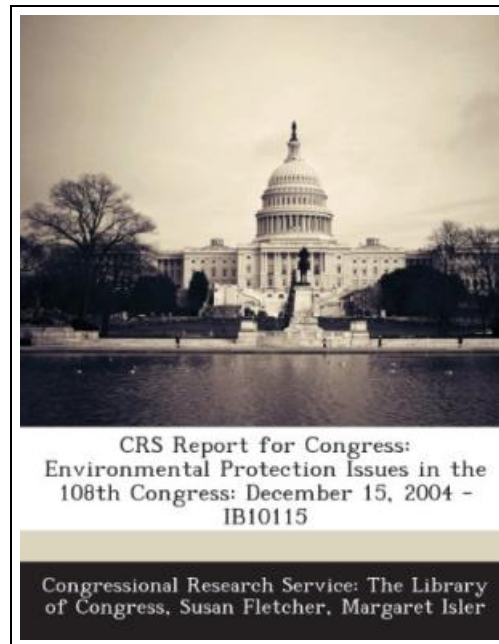 CRS Report for Congress:
Environmental Protection Issues in the
108th Congress: December 15, 2004 -
IB10115
Congressional Research Service: The Library
of Congress, Susan Fletcher, Margaret Isler